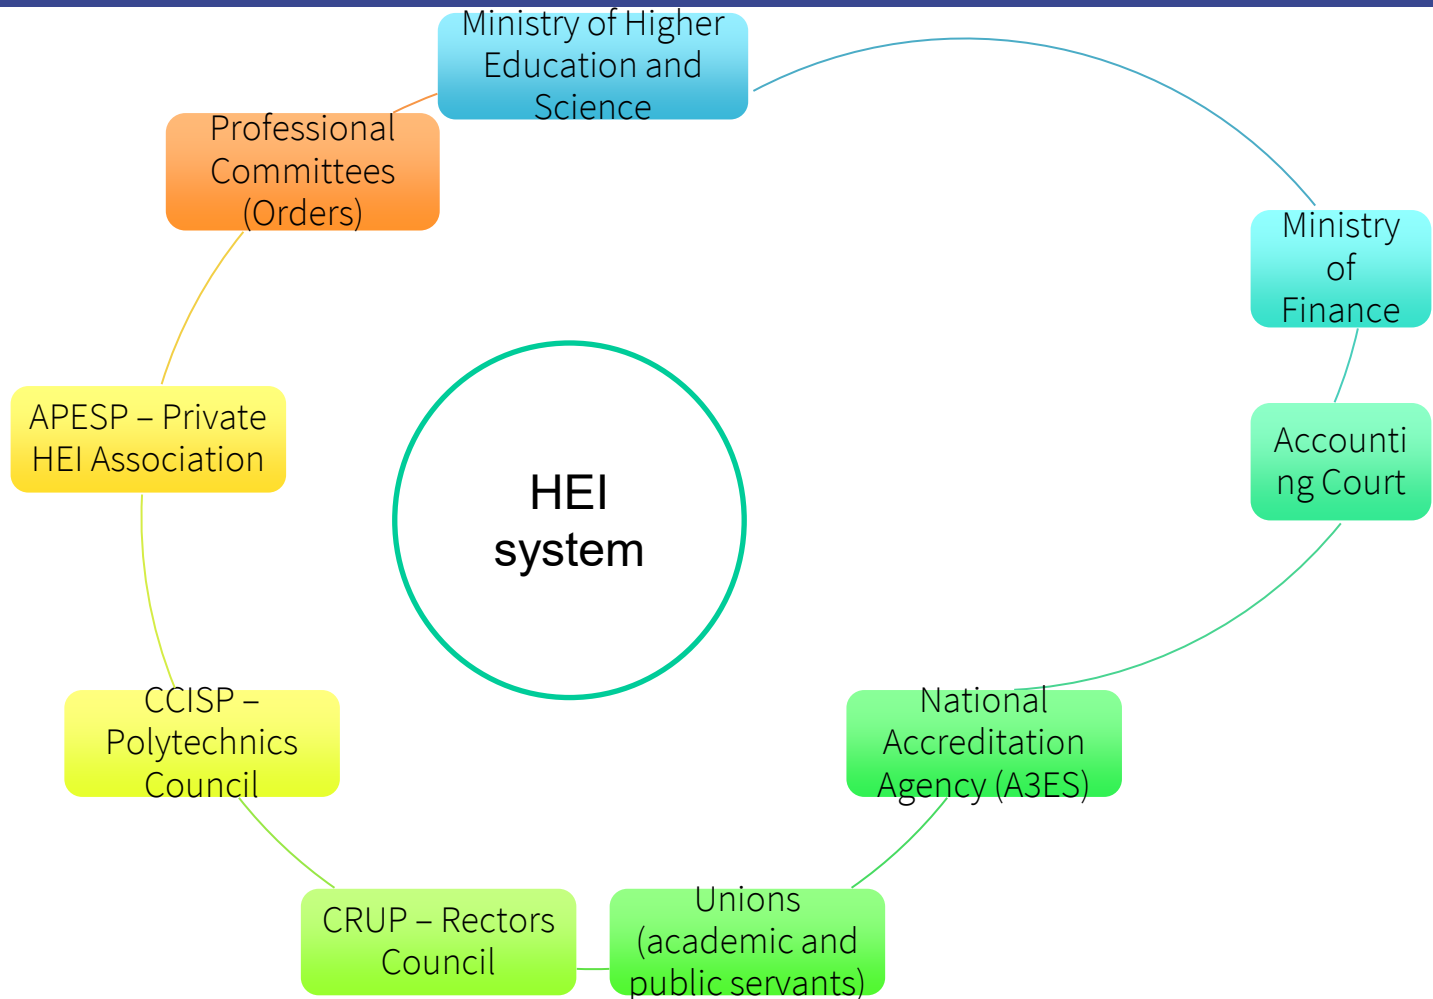 Ministry of Higher
Education and
Science
Professional
Committees
(Orders)
Ministry
of
Finance
APESP – Private
HEI Association
Accounti
ng Court
HEI
system
CCISP –
Polytechnics
Council
National
Accreditation
Agency (A3ES)
CRUP – Rectors
Council
Unions
(academic and
public servants)